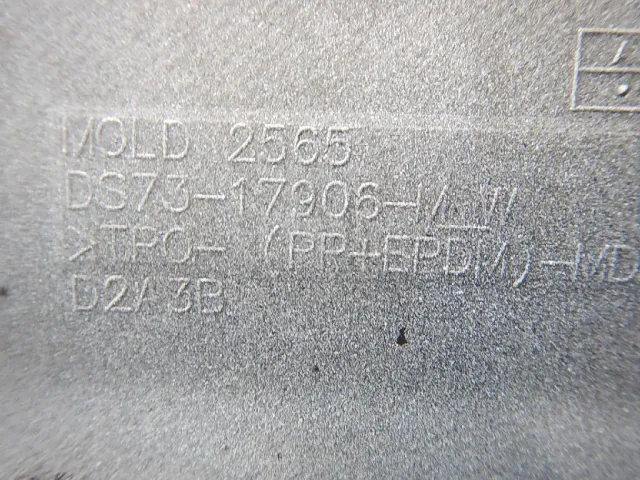 MOLD 2565
DS73-17906-
>TPO- (PP+EPDM)-MD
D2A3B